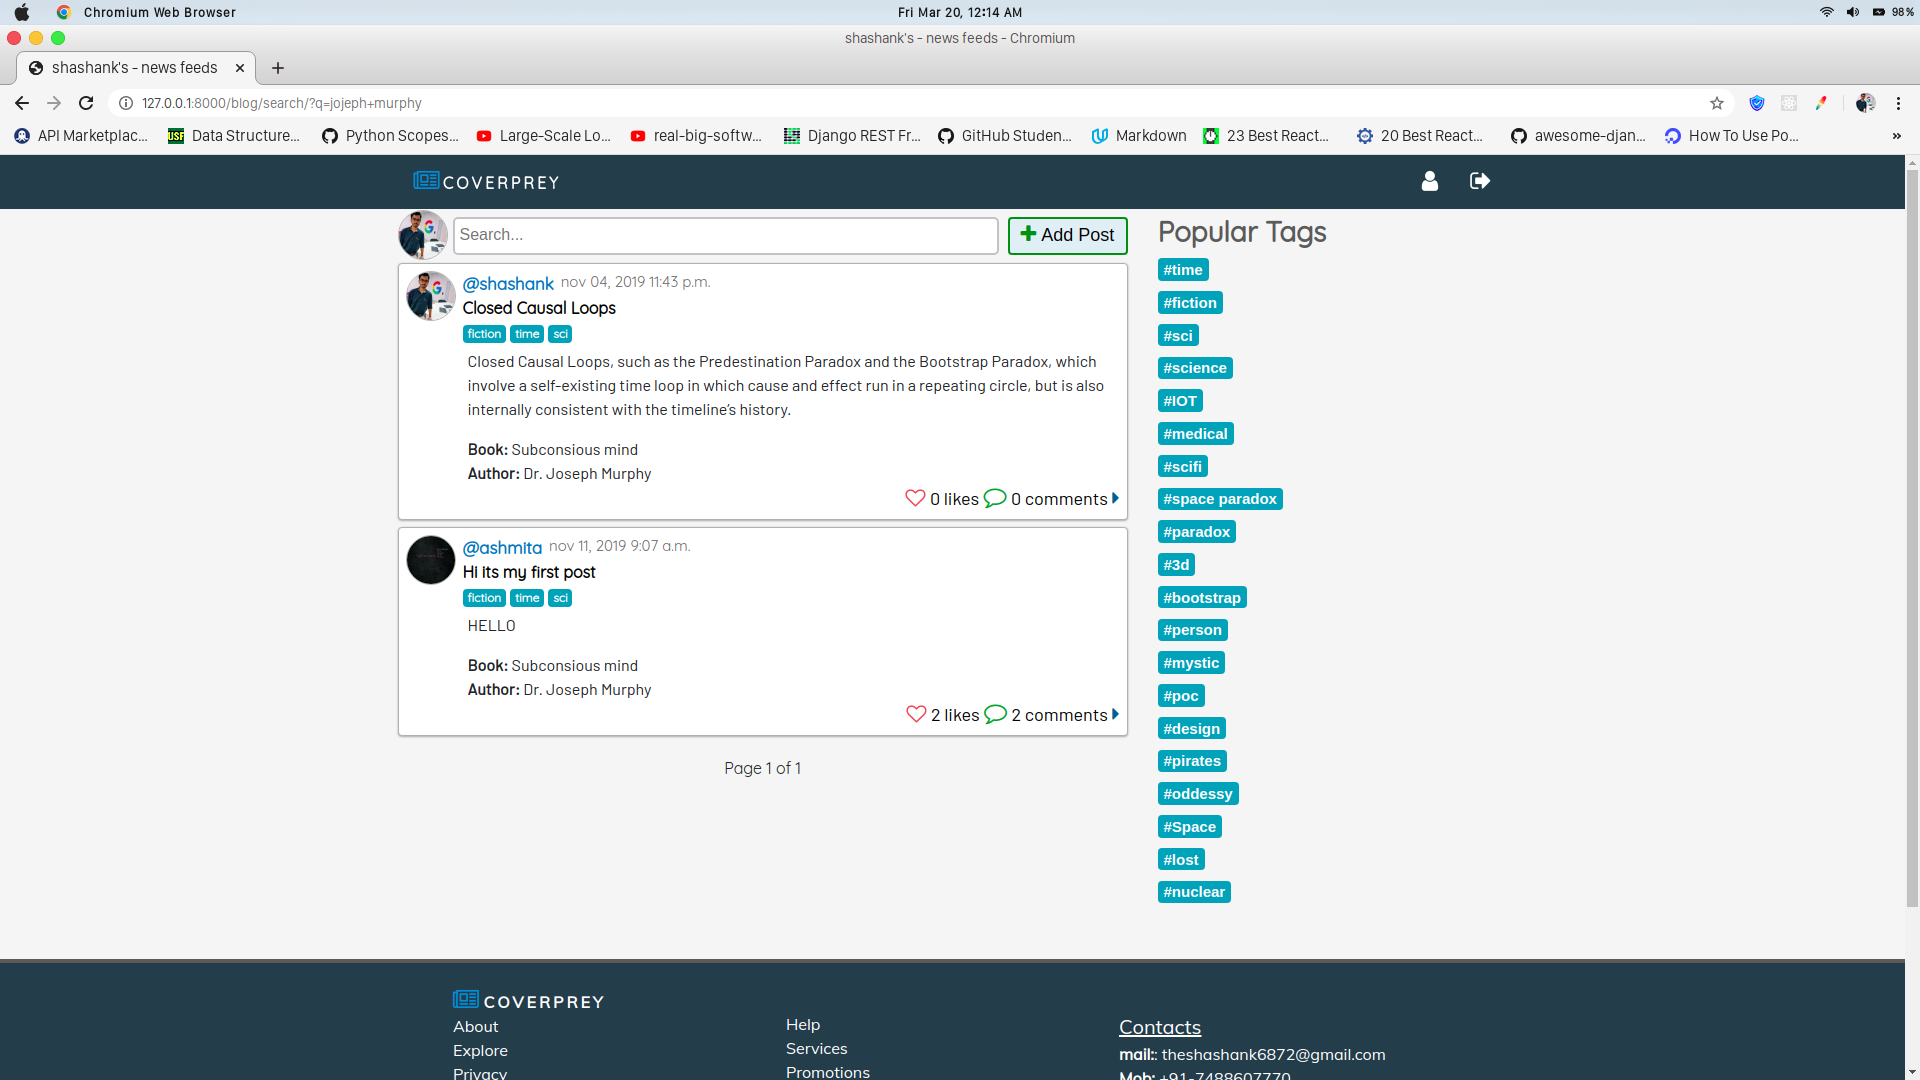 Chromium Web Browser
Fri Mar 20, 12:14 AM
98%
shashank's - news feeds - Chromium
shashank's - news feeds
127.0.0.1:8000/blog/search/?q=jojeph+murphy
API Marketplac... Data Structure... Python Scopes... Large-Scale Lo... real-big-softw... Django REST Fr... GitHub Studen... Markdown 23 Best React... 20 Best React... awesome-djan... How To Use Po... »
COVERPREY
Search...
Add Post
@shashank nov 04, 2019 11:43 p.m.
Closed Causal Loops
fiction time sci
Closed Causal Loops, such as the Predestination Paradox and the Bootstrap Paradox, which
involve a self-existing time loop in which cause and effect run in a repeating circle, but is also
internally consistent with the timeline's history.
Book: Subconsious mind
Author: Dr. Joseph Murphy
0 likes 0 comments
@ashmita nov 11, 2019 9:07 a.m.
Hi its my first post
fiction time sci
HELLO
Book: Subconsious mind
Author: Dr. Joseph Murphy
2 likes 2 comments
Page 1 of 1
Popular Tags
#time
#fiction
#sci
#science
#IOT
#medical
#scifi
#space paradox
#paradox
#3d
#bootstrap
#person
#mystic
#poc
#design
#pirates
#oddessy
#Space
#lost
#nuclear
COVERPREY
About
Explore
Privacy
Help
Services
Promotions
Contacts
mail:: theshashank6872@gmail.com
Mob: +91-7488607770